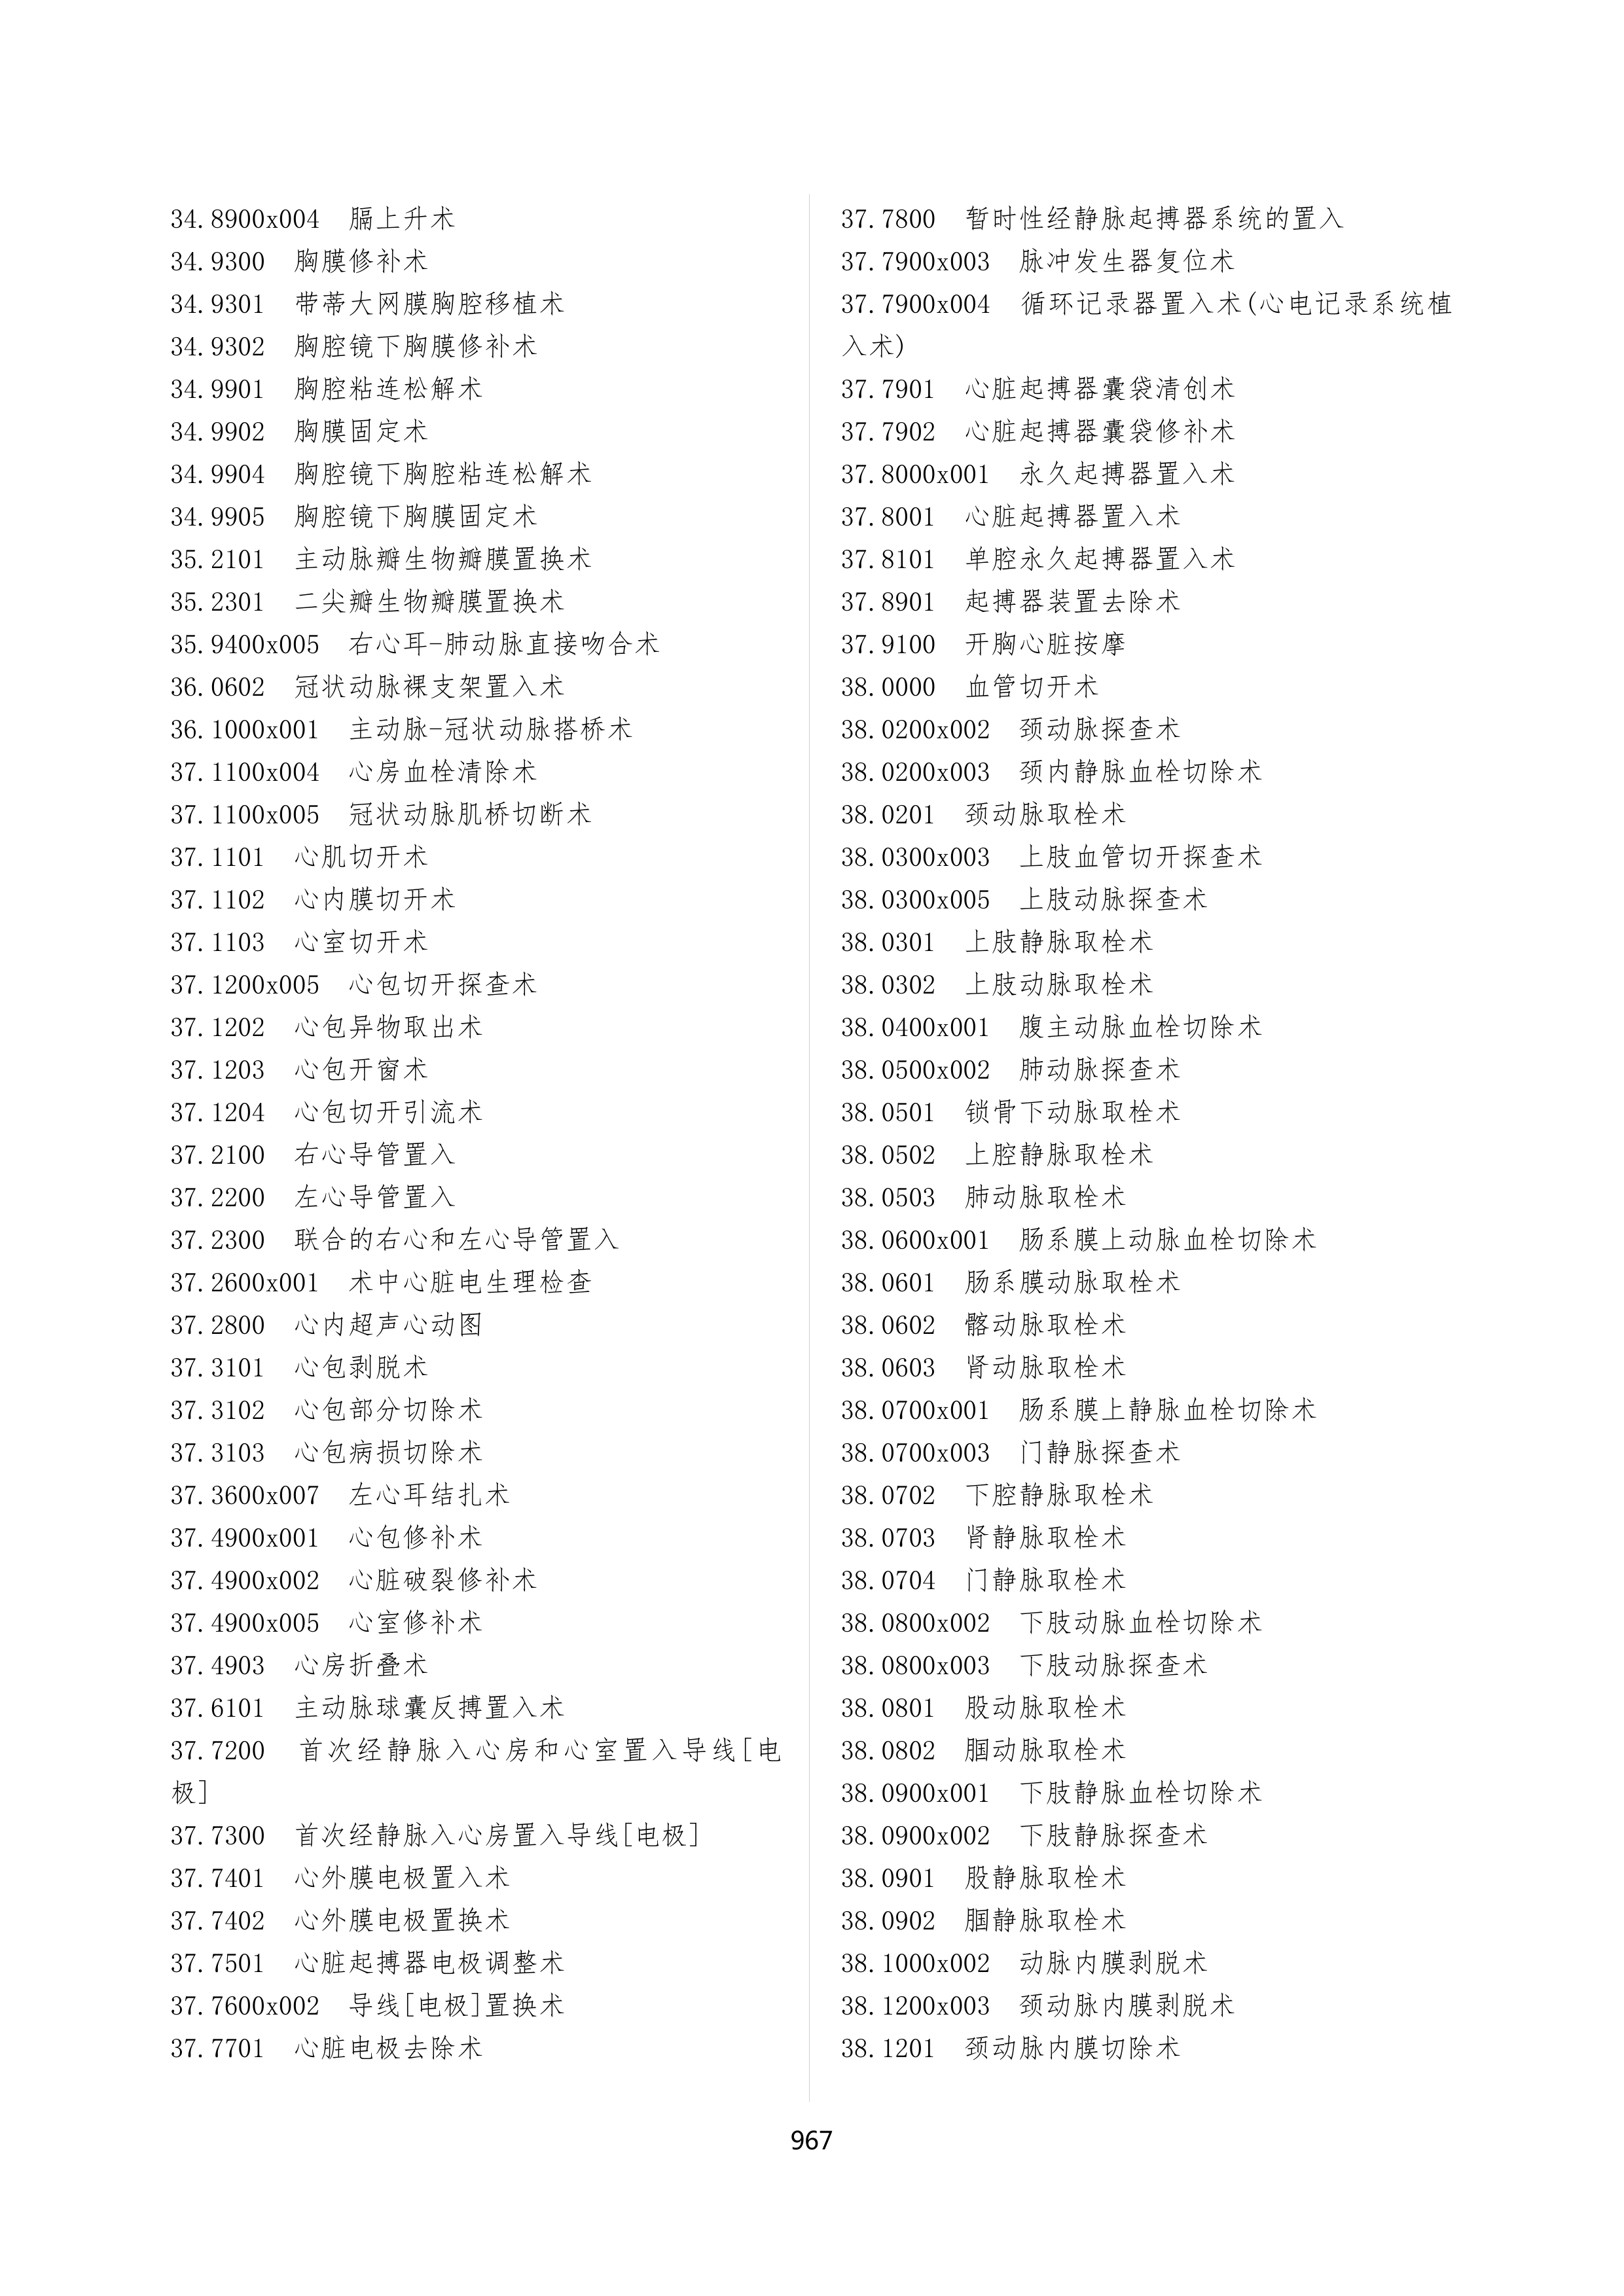 34.8900x004 膈上升术
34.9300 胸膜修补术
34.9301 带蒂大网膜胸腔移植术
34.9302 胸腔镜下胸膜修补术
34.9901 胸腔粘连松解术
34.9902 胸膜固定术
34.9904 胸腔镜下胸腔粘连松解术
34.9905 胸腔镜下胸膜固定术
35.2101 主动脉瓣生物瓣膜置换术
35.2301 二尖瓣生物瓣膜置换术
35.9400x005 右心耳-肺动脉直接吻合术
36.0602 冠状动脉裸支架置入术
36.1000x001 主动脉-冠状动脉搭桥术
37.1100x004 心房血栓清除术
37.1100x005 冠状动脉肌桥切断术
37.1101 心肌切开术
37.1102 心内膜切开术
37.1103 心室切开术
37.1200x005 心包切开探查术
37.1202 心包异物取出术
37.1203 心包开窗术
37.1204 心包切开引流术
37.2100 右心导管置入
37.2200 左心导管置入
37.2300 联合的右心和左心导管置入
37.2600x001 术中心脏电生理检查
37.2800 心内超声心动图
37.3101 心包剥脱术
37.3102 心包部分切除术
37.3103 心包病损切除术
37.3600x007 左心耳结扎术
37.4900x001 心包修补术
37.4900x002 心脏破裂修补术
37.4900x005 心室修补术
37.4903 心房折叠术
37.6101 主动脉球囊反搏置入术
37.7200 首次经静脉入心房和心室置入导线[电
极]
37.7300 首次经静脉入心房置入导线[电极]
37.7401 心外膜电极置入术
37.7402 心外膜电极置换术
37.7501 心脏起搏器电极调整术
37.7600x002 导线[电极]置换术
37.7701 心脏电极去除术
37.7800 暂时性经静脉起搏器系统的置入
37.7900x003 脉冲发生器复位术
37.7900x004 循环记录器置入术(心电记录系统植
入术)
37.7901 心脏起搏器囊袋清创术
37.7902 心脏起搏器囊袋修补术
37.8000x001 永久起搏器置入术
37.8001 心脏起搏器置入术
37.8101 单腔永久起搏器置入术
37.8901 起搏器装置去除术
37.9100 开胸心脏按摩
38.0000 血管切开术
38.0200x002 颈动脉探查术
38.0200x003 颈内静脉血栓切除术
38.0201 颈动脉取栓术
38.0300x003 上肢血管切开探查术
38.0300x005 上肢动脉探查术
38.0301 上肢静脉取栓术
38.0302 上肢动脉取栓术
38.0400x001 腹主动脉血栓切除术
38.0500x002 肺动脉探查术
38.0501 锁骨下动脉取栓术
38.0502 上腔静脉取栓术
38.0503 肺动脉取栓术
38.0600x001 肠系膜上动脉血栓切除术
38.0601 肠系膜动脉取栓术
38.0602 髂动脉取栓术
38.0603 肾动脉取栓术
38.0700x001 肠系膜上静脉血栓切除术
38.0700x003 门静脉探查术
38.0702 下腔静脉取栓术
38.0703 肾静脉取栓术
38.0704 门静脉取栓术
38.0800x002 下肢动脉血栓切除术
38.0800x003 下肢动脉探查术
38.0801 股动脉取栓术
38.0802 腘动脉取栓术
38.0900x001 下肢静脉血栓切除术
38.0900x002 下肢静脉探查术
38.0901 股静脉取栓术
38.0902 腘静脉取栓术
38.1000x002 动脉内膜剥脱术
38.1200x003 颈动脉内膜剥脱术
38.1201 颈动脉内膜切除术
967